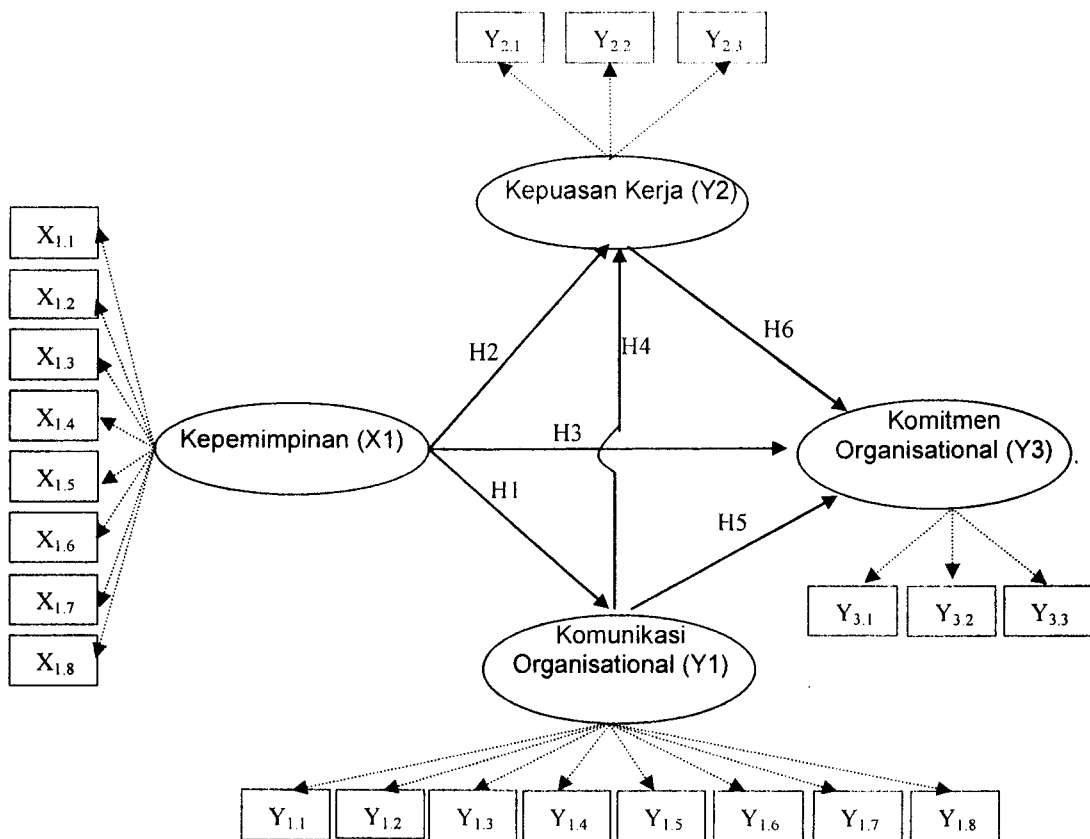 Y2.1 Y2.2 Y2.3
Kepuasan Kerja (Y2)
X1.1
X1.2
X1.3
X1.4
X1.5
X1.6
X1.7
X1.8
Kepemimpinan (X1)
H2
H4
H6
H3
H1
H5
Komitmen
Organisational (Y3)
Y3.1 Y3.2 Y3.3
Komunikasi
Organisational (Y1)
Y1.1 Y1.2 Y1.3 Y1.4 Y1.5 Y1.6 Y1.7 Y1.8